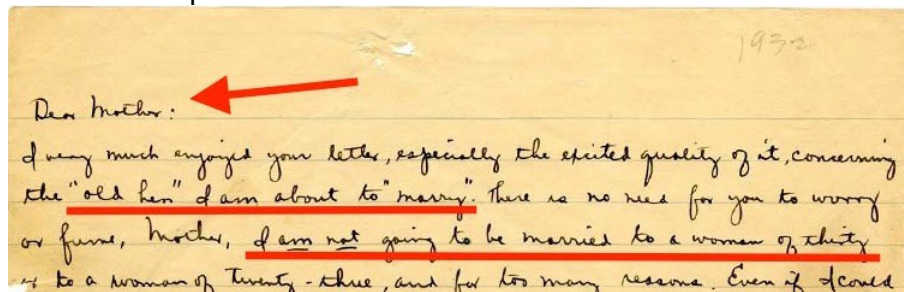 1932
Dear Mother:
I very much enjoyed your letter, especially the excited quality of it, concerning
the "old hen" I am about to "marry". There is no need for you to worry
or fume, Mother, I am not going to be married to a woman of thirty
or to a woman of twenty-three, and for too many reasons. Even if I could